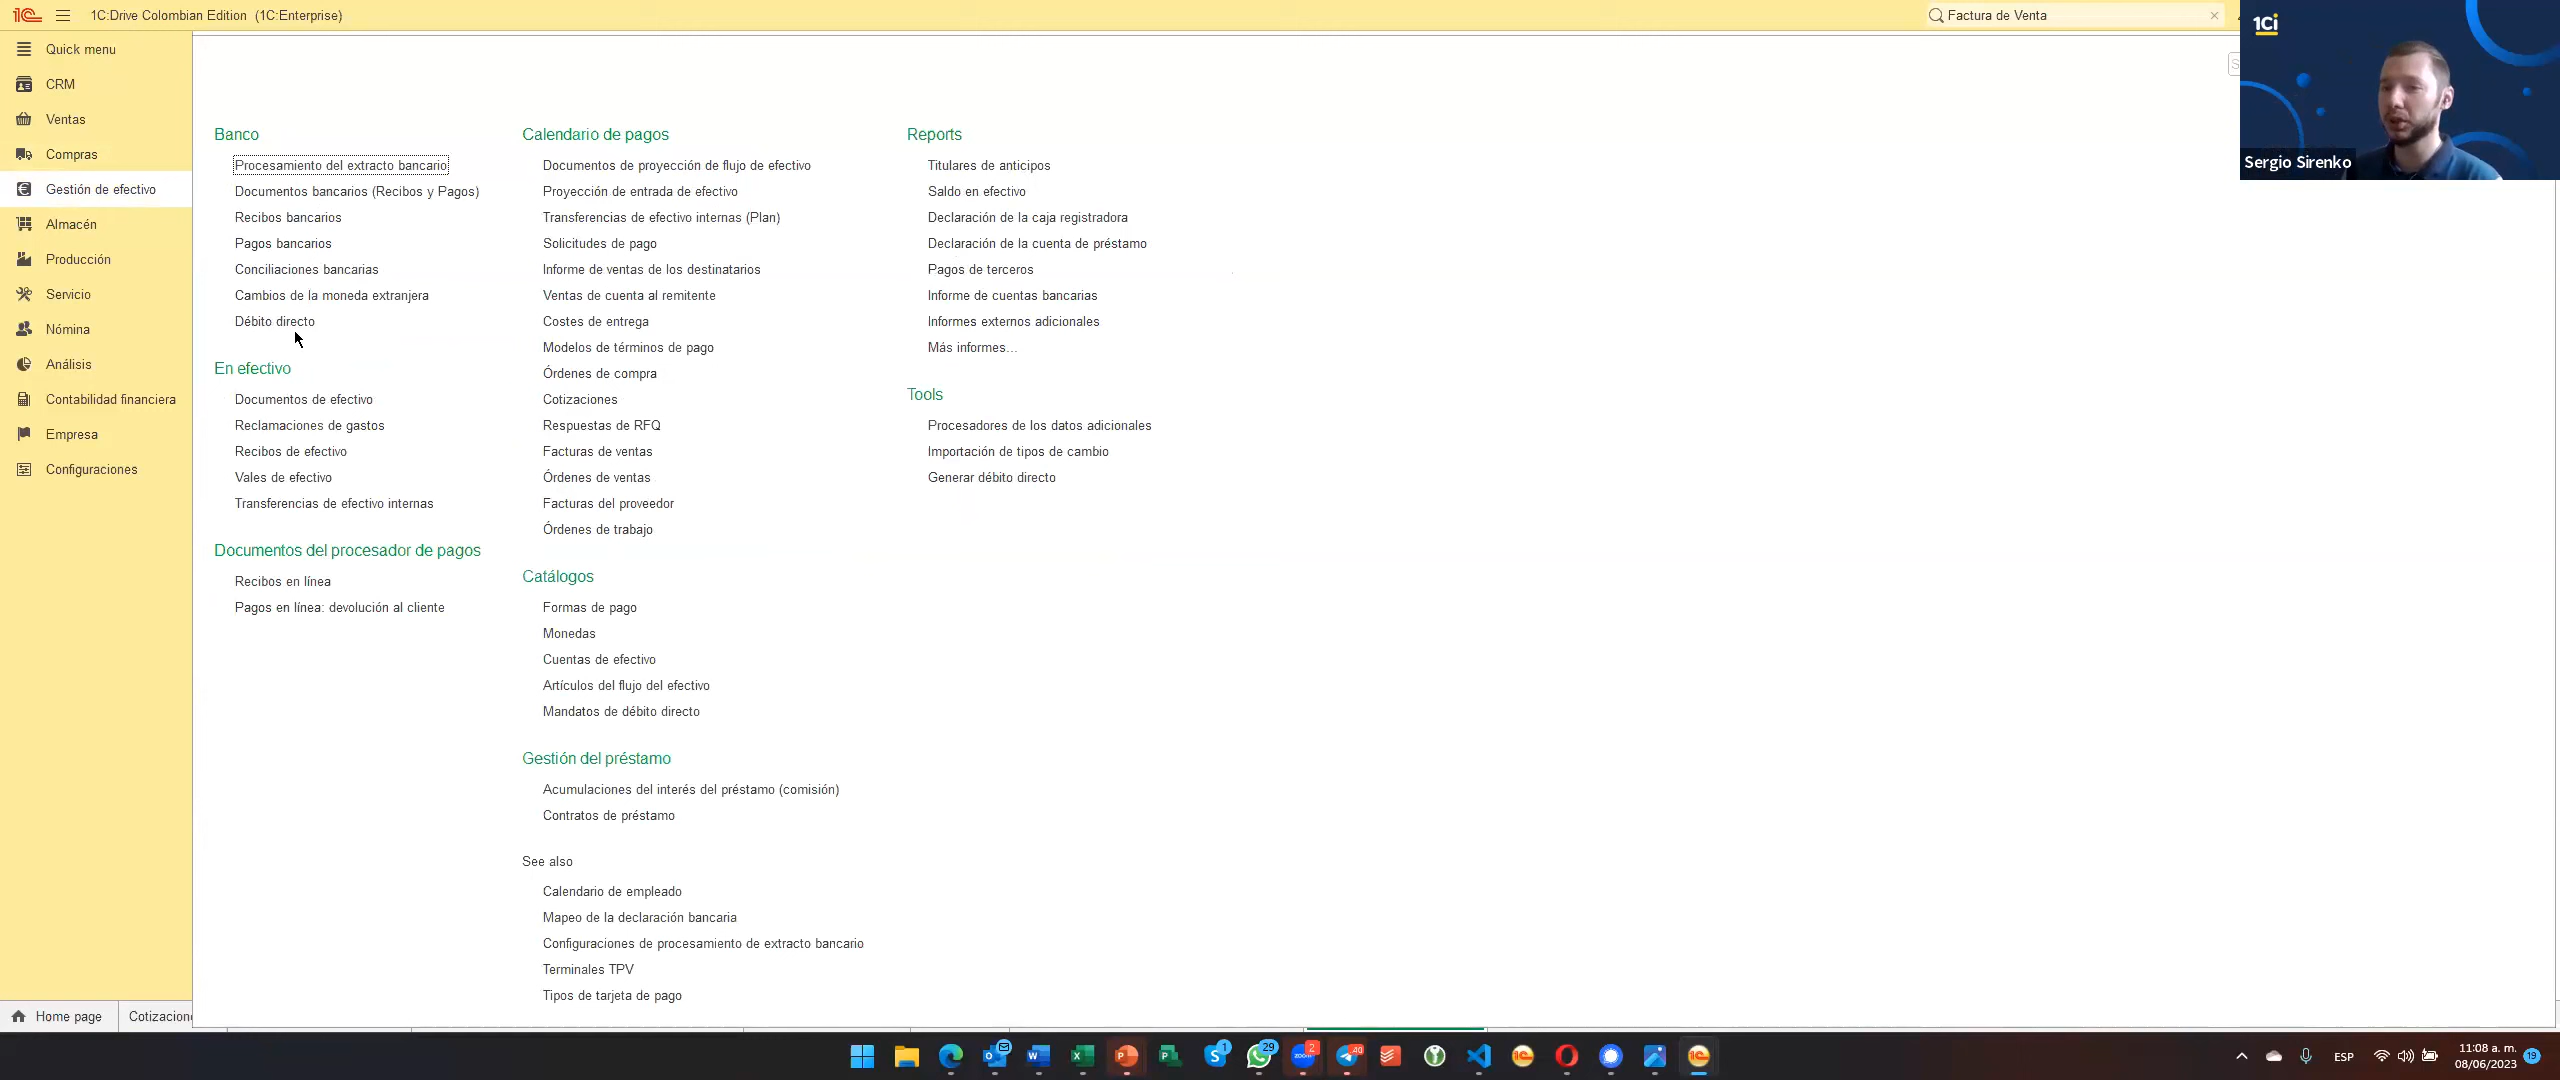 1C:Drive Colombian Edition (1C:Enterprise)
Factura de Venta
1Ci
Sergio Sirenko
Quick menu
CRM
Ventas
Compras
Gestión de efectivo
Almacén
Producción
Servicio
Nómina
Análisis
Contabilidad financiera
Empresa
Configuraciones
Banco
Procesamiento del extracto bancario
Documentos bancarios (Recibos y Pagos)
Recibos bancarios
Pagos bancarios
Conciliaciones bancarias
Cambios de la moneda extranjera
Débito directo
En efectivo
Documentos de efectivo
Reclamaciones de gastos
Recibos de efectivo
Vales de efectivo
Transferencias de efectivo internas
Documentos del procesador de pagos
Recibos en línea
Pagos en línea: devolución al cliente
Calendario de pagos
Documentos de proyección de flujo de efectivo
Proyección de entrada de efectivo
Transferencias de efectivo internas (Plan)
Solicitudes de pago
Informe de ventas de los destinatarios
Ventas de cuenta al remitente
Costes de entrega
Modelos de términos de pago
Órdenes de compra
Cotizaciones
Respuestas de RFQ
Facturas de ventas
Órdenes de ventas
Facturas del proveedor
Órdenes de trabajo
Catálogos
Formas de pago
Monedas
Cuentas de efectivo
Artículos del flujo del efectivo
Mandatos de débito directo
Gestión del préstamo
Acumulaciones del interés del préstamo (comisión)
Contratos de préstamo
See also
Calendario de empleado
Mapeo de la declaración bancaria
Configuraciones de procesamiento de extracto bancario
Terminales TPV
Tipos de tarjeta de pago
Reports
Titulares de anticipos
Saldo en efectivo
Declaración de la caja registradora
Declaración de la cuenta de préstamo
Pagos de terceros
Informe de cuentas bancarias
Informes externos adicionales
Más informes...
Tools
Procesadores de los datos adicionales
Importación de tipos de cambio
Generar débito directo
Home page
Cotizacion
1
29
2
40
ESP
11:08 a. m.
08/06/2023
19